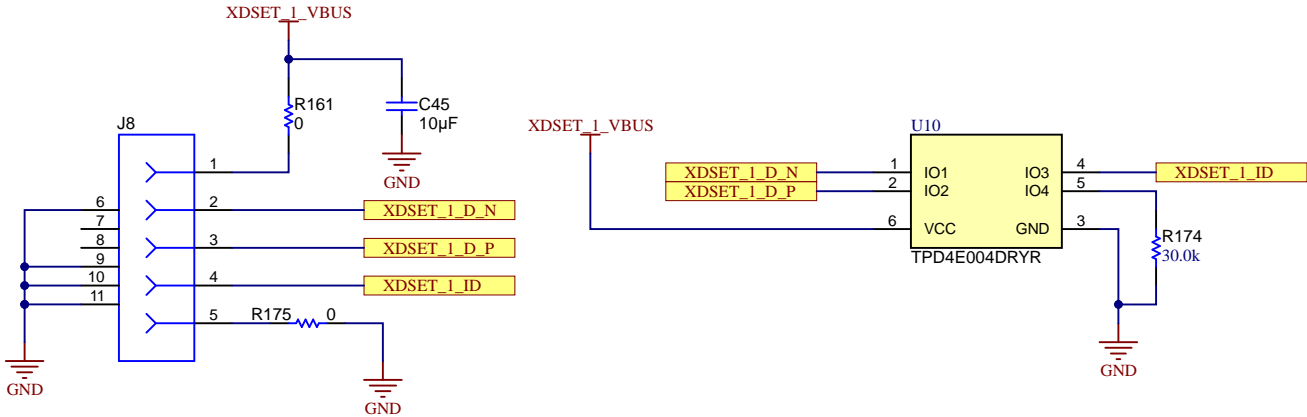 XDSET_1_VBUS
R161
0
C45
10µF
GND
J8
1
2
XDSET_1_D_N
3
XDSET_1_D_P
4
XDSET_1_ID
5
R175
0
GND
6
7
8
9
10
11
GND
XDSET_1_VBUS
U10
XDSET_1_D_N
1
IO1
XDSET_1_D_P
2
IO2
6
VCC
IO3
4
XDSET_1_ID
IO4
5
GND
3
TPD4E004DRYR
R174
30.0k
GND